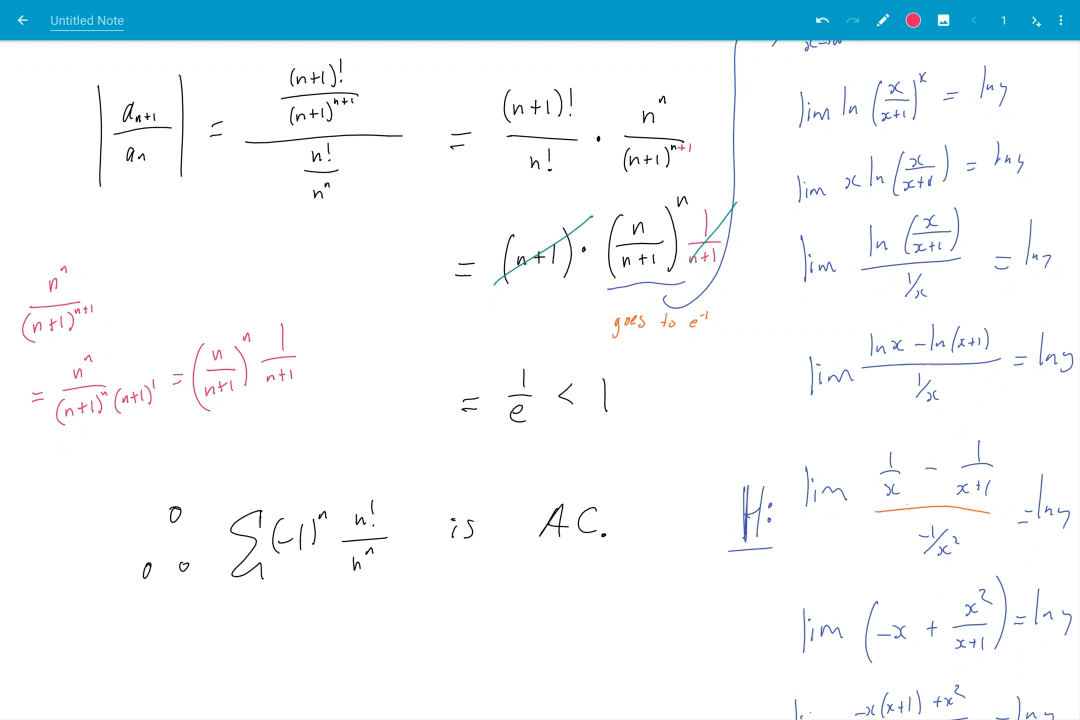 Untitled Note
1
|a_{n+1}/a_n| = ((n+1)!/(n+1)^{n+1})/(n!/n^n) = (n+1)!/n! · n^n/(n+1)^{n+1}
= (n+1) · (n/(n+1))^n 1/(n+1)
goes to e^{-1}
n^n/(n+1)^{n+1}
= n^n/((n+1)^n (n+1)^1) = (n/(n+1))^n 1/(n+1)
= 1/e < 1
∴ Σ(-1)^n n!/n^n is AC.
lim ln (x/(x+1))^x = ln y
lim x ln (x/(x+1)) = ln y
lim ln(x/(x+1))/(1/x) = ln y
lim (ln x - ln(x+1))/(1/x) = ln y
H: lim (1/x - 1/(x+1))/(-1/x^2) = ln y
lim (-x + x^2/(x+1)) = ln y
-x(x+1) + x^2